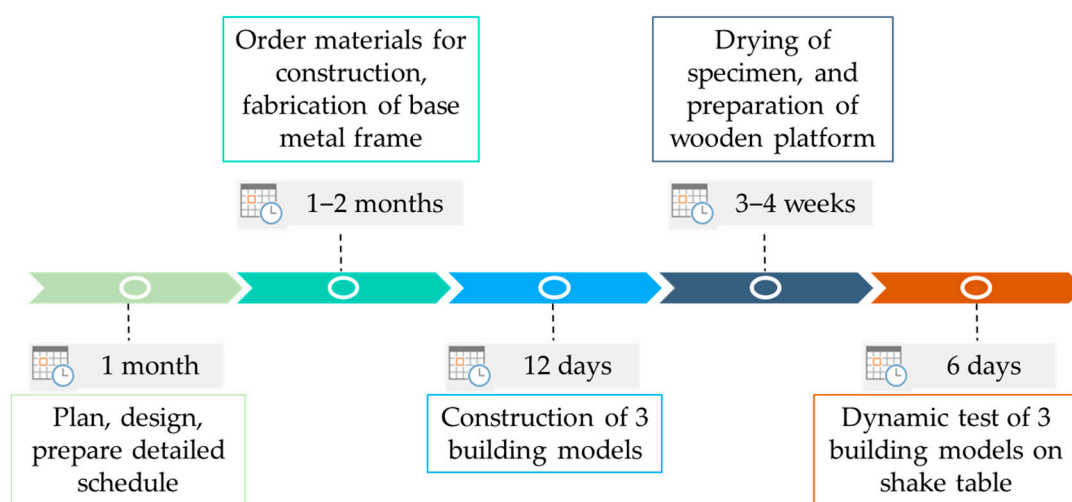 Order materials for
construction,
fabrication of base
metal frame
Drying of
specimen, and
preparation of
wooden platform
1–2 months
3–4 weeks
1 month
12 days
6 days
Plan, design,
prepare detailed
schedule
Construction of 3
building models
Dynamic test of 3
building models on
shake table